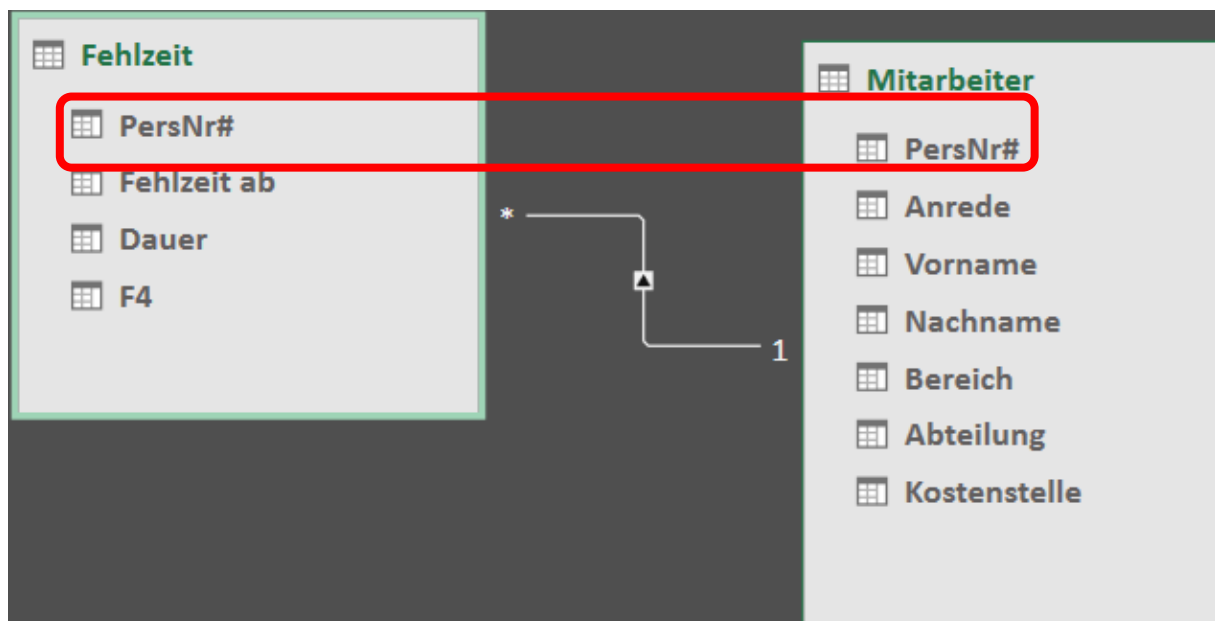 Fehlzeit
PersNr#
Fehlzeit ab
Dauer
F4
*
1
Mitarbeiter
PersNr#
Anrede
Vorname
Nachname
Bereich
Abteilung
Kostenstelle